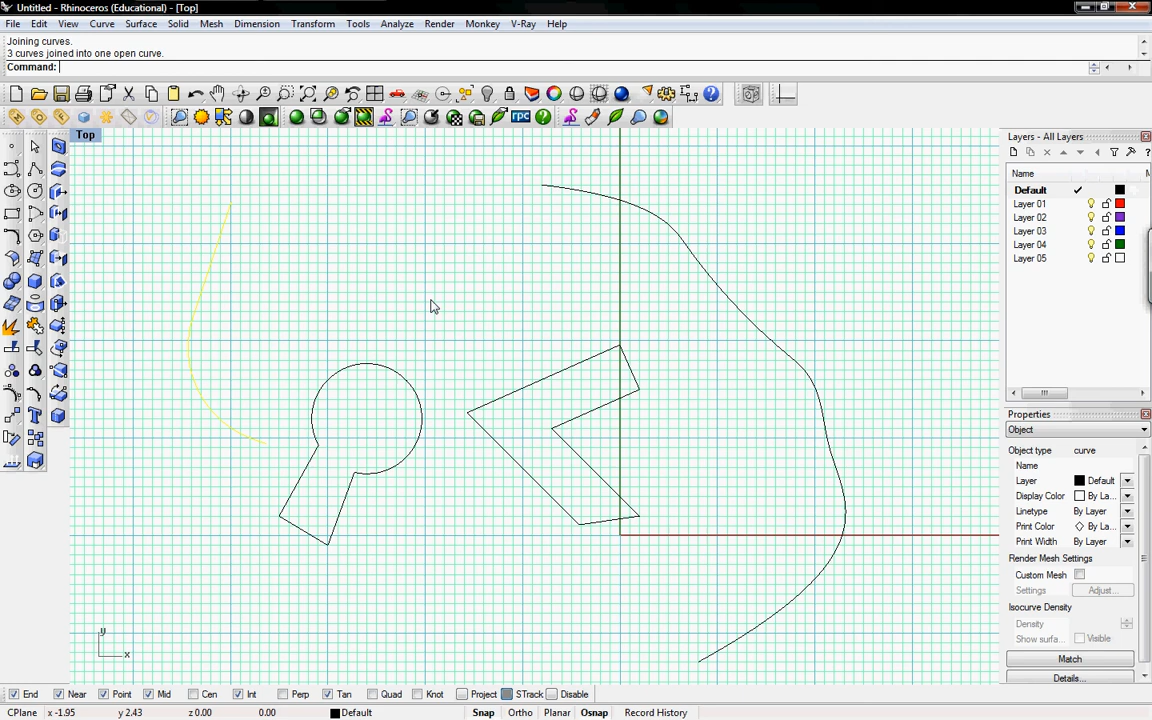 Untitled - Rhinoceros (Educational) - [Top]
File Edit View Curve Surface Solid Mesh Dimension Transform Tools Analyze Render Monkey V-Ray Help
Joining curves.
3 curves joined into one open curve.
Command:
rpc
Top
Layers - All Layers
Name
Default
Layer 01
Layer 02
Layer 03
Layer 04
Layer 05
Properties
Object
Object type curve
Name
Layer Default
Display Color By La...
Linetype By Layer
Print Color By La...
Print Width By Layer
Render Mesh Settings
Custom Mesh
Settings Adjust...
Isocurve Density
Density
Show surfa... Visible
Match
Details...
y
x
End Near Point Mid Cen Int Perp Tan Quad Knot Project STrack Disable
CPlane x -1.95 y 2.43 z 0.00 0.00 Default Snap Ortho Planar Osnap Record History